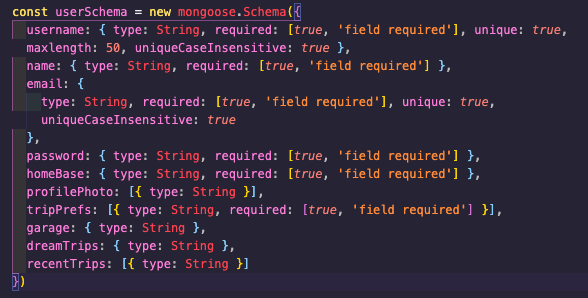 const userSchema = new mongoose.Schema({
username: { type: String, required: [true, 'field required'], unique: true,
maxlength: 50, uniqueCaseInsensitive: true },
name: { type: String, required: [true, 'field required'] },
email: {
type: String, required: [true, 'field required'], unique: true,
uniqueCaseInsensitive: true
},
password: { type: String, required: [true, 'field required'] },
homeBase: { type: String, required: [true, 'field required'] },
profilePhoto: [{ type: String }],
tripPrefs: [{ type: String, required: [true, 'field required'] }],
garage: { type: String },
dreamTrips: { type: String },
recentTrips: [{ type: String }]
})